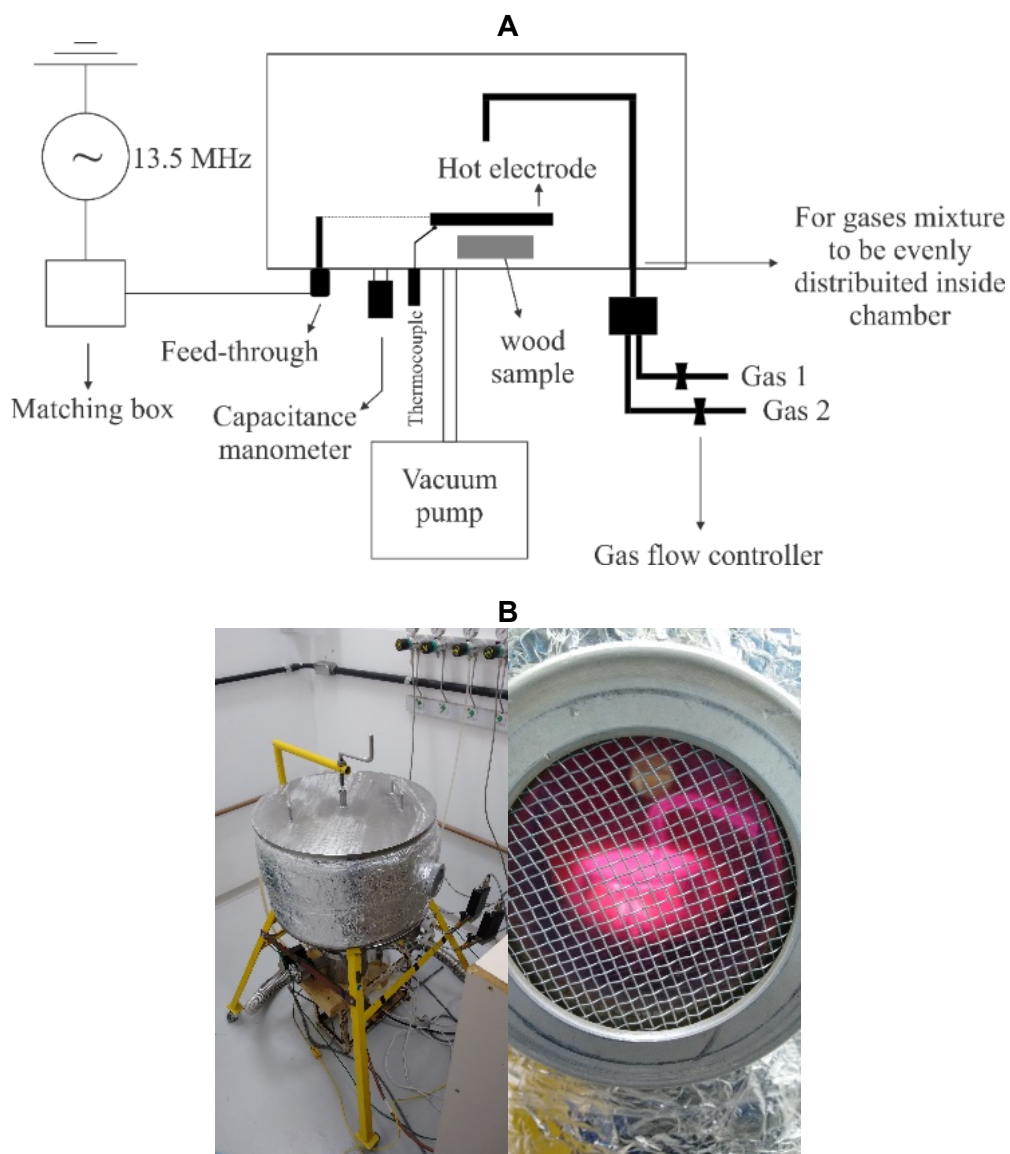 A
~
13.5 MHz
Hot electrode
For gases mixture
to be evenly
distribuited inside
chamber
Feed-through
Thermocouple
wood
sample
Matching box
Capacitance
manometer
Gas 1
Gas 2
Vacuum
pump
Gas flow controller
B